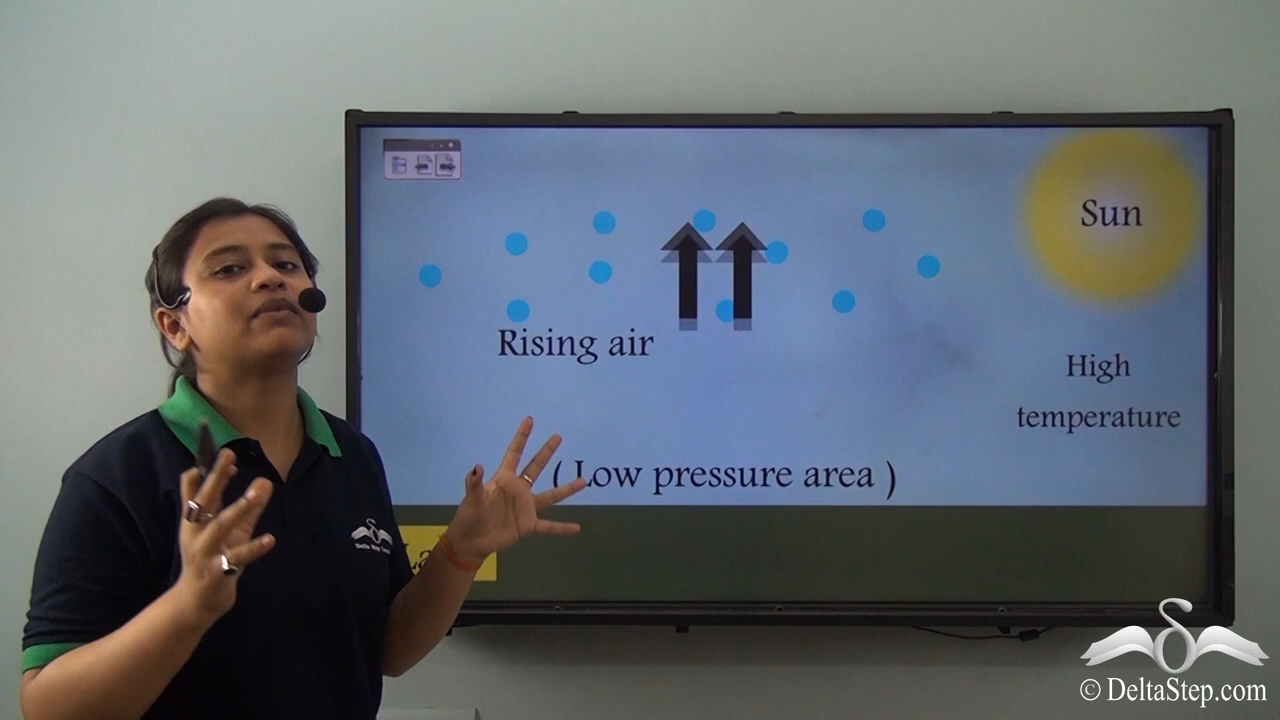 Sun
Rising air
High
temperature
( Low pressure area )
© DeltaStep.com